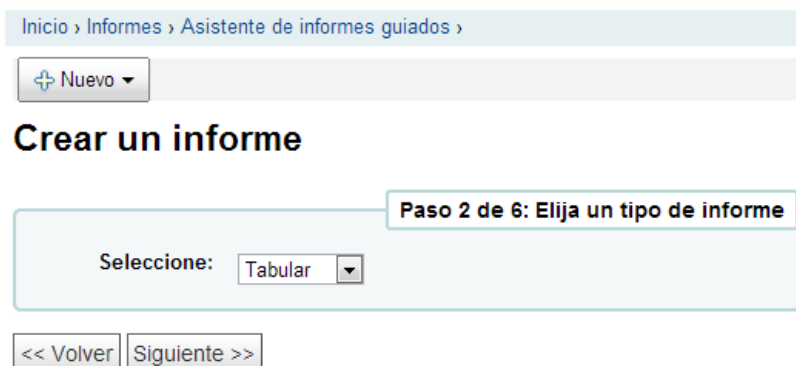 Inicio › Informes › Asistente de informes guiados ›
Nuevo
Crear un informe
Paso 2 de 6: Elija un tipo de informe
Seleccione: Tabular
<< Volver Siguiente >>